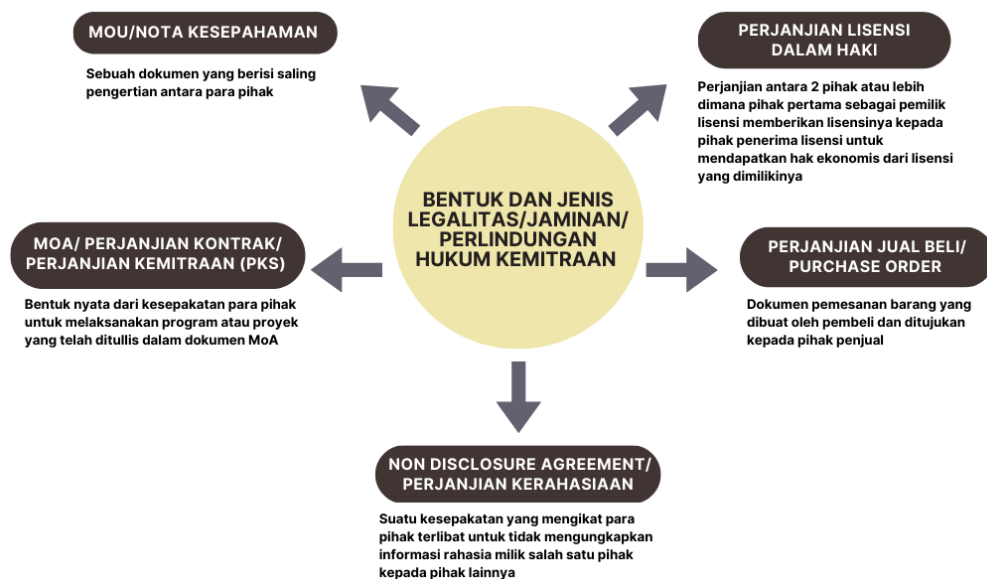 MOU/NOTA KESEPAHAMAN
Sebuah dokumen yang berisi saling
pengertian antara para pihak
PERJANJIAN LISENSI
DALAM HAKI
Perjanjian antara 2 pihak atau lebih
dimana pihak pertama sebagai pemilik
lisensi memberikan lisensinya kepada
pihak penerima lisensi untuk
mendapatkan hak ekonomis dari lisensi
yang dimilikinya
BENTUK DAN JENIS
LEGALITAS/JAMINAN/
PERLINDUNGAN
HUKUM KEMITRAAN
MOA/ PERJANJIAN KONTRAK/
PERJANJIAN KEMITRAAN (PKS)
Bentuk nyata dari kesepakatan para pihak
untuk melaksanakan program atau proyek
yang telah ditullis dalam dokumen MoA
PERJANJIAN JUAL BELI/
PURCHASE ORDER
Dokumen pemesanan barang yang
dibuat oleh pembeli dan ditujukan
kepada pihak penjual
NON DISCLOSURE AGREEMENT/
PERJANJIAN KERAHASIAAN
Suatu kesepakatan yang mengikat para
pihak terlibat untuk tidak mengungkapkan
informasi rahasia milik salah satu pihak
kepada pihak lainnya